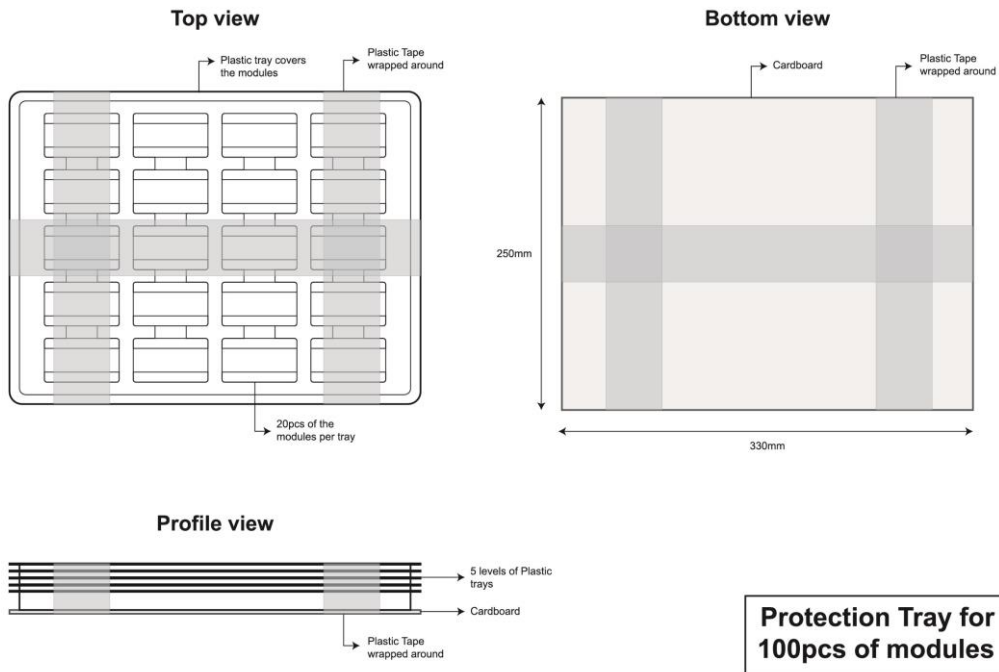 Top view
Plastic tray covers
the modules
Plastic Tape
wrapped around
20pcs of the
modules per tray
Bottom view
Cardboard
Plastic Tape
wrapped around
250mm
330mm
Profile view
5 levels of Plastic
trays
Cardboard
Plastic Tape
wrapped around
Protection Tray for
100pcs of modules